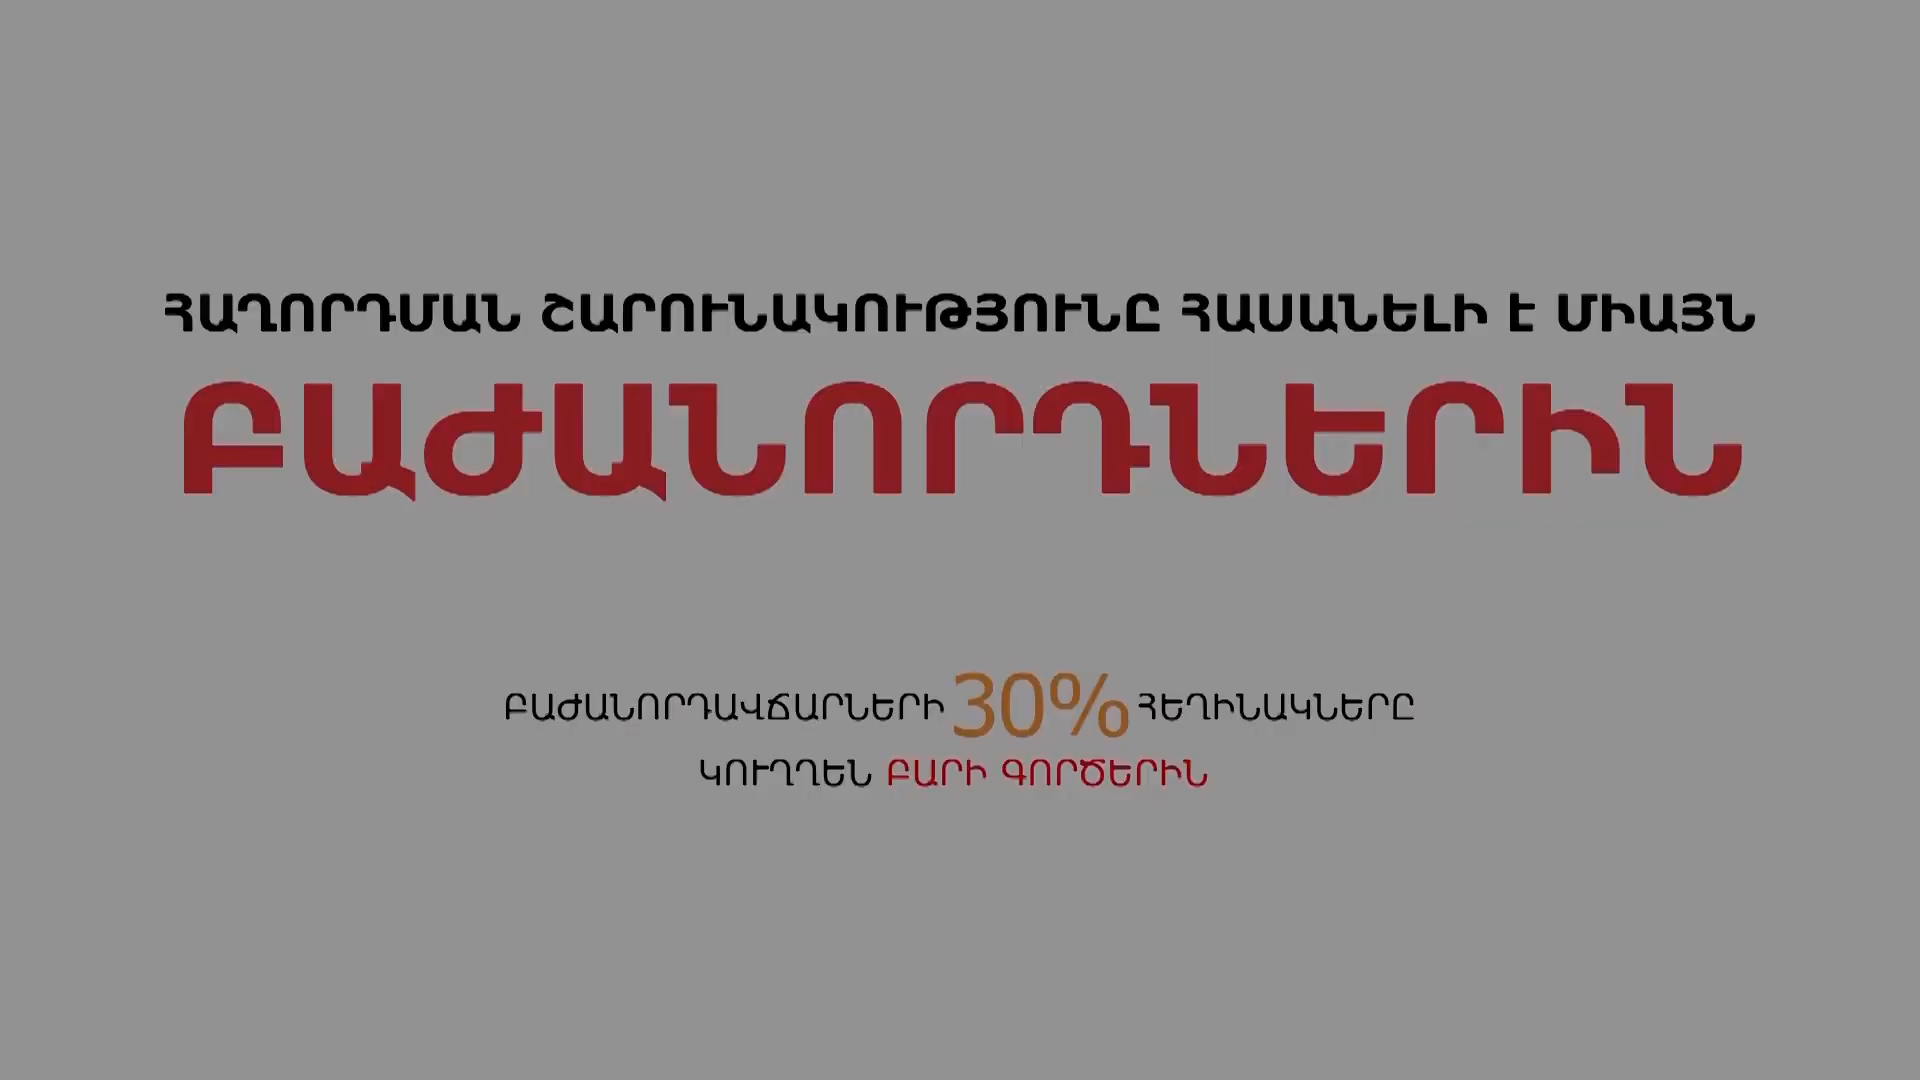 ՀԱՂՈՐԴՄԱՆ ՇԱՐՈՒՆԱԿՈՒԹՅՈՒՆԸ ՀԱՍԱՆԵԼԻ Է ՄԻԱՅՆ
ԲԱԺԱՆՈՐԴՆԵՐԻՆ
ԲԱԺԱՆՈՐԴԱՎՃԱՐՆԵՐԻ 30% ՀԵՂԻՆԱԿՆԵՐԸ
ԿՈՒՂՂԵՆ ԲԱՐԻ ԳՈՐԾԵՐԻՆ